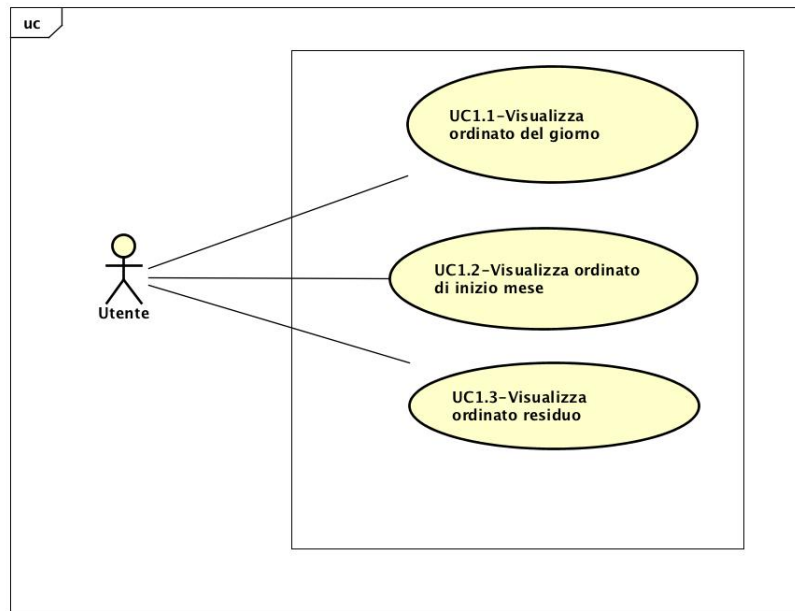 uc
UC1.1-Visualizza
ordinato del giorno
UC1.2-Visualizza ordinato
di inizio mese
Utente
UC1.3-Visualizza
ordinato residuo